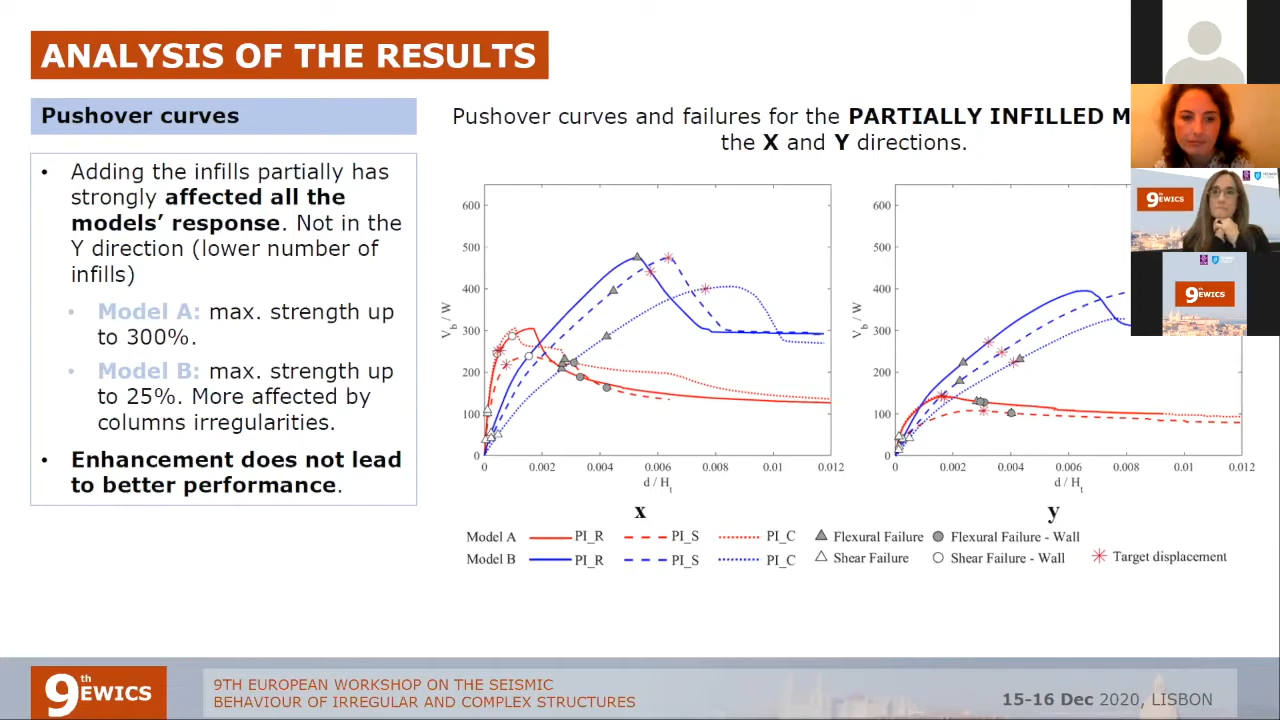 ANALYSIS OF THE RESULTS
Pushover curves
• Adding the infills partially has
strongly affected all the
models’ response. Not in the
Y direction (lower number of
infills)
• Model A: max. strength up
to 300%.
• Model B: max. strength up
to 25%. More affected by
columns irregularities.
• Enhancement does not lead
to better performance.
Pushover curves and failures for the PARTIALLY INFILLED M
the X and Y directions.
600
500
400
300
200
100
0
V_b / W
0 0.002 0.004 0.006 0.008 0.01 0.012
d / H_t
x
600
500
400
300
200
100
0
V_b / W
0 0.002 0.004 0.006 0.008 0.01 0.012
d / H_t
y
Model A PI_R PI_S PI_C Flexural Failure Flexural Failure - Wall
Model B PI_R PI_S PI_C Shear Failure Shear Failure - Wall
Target displacement
9th EWICS
9th EWICS
9th EWICS
9TH EUROPEAN WORKSHOP ON THE SEISMIC
BEHAVIOUR OF IRREGULAR AND COMPLEX STRUCTURES
15-16 Dec 2020, LISBON